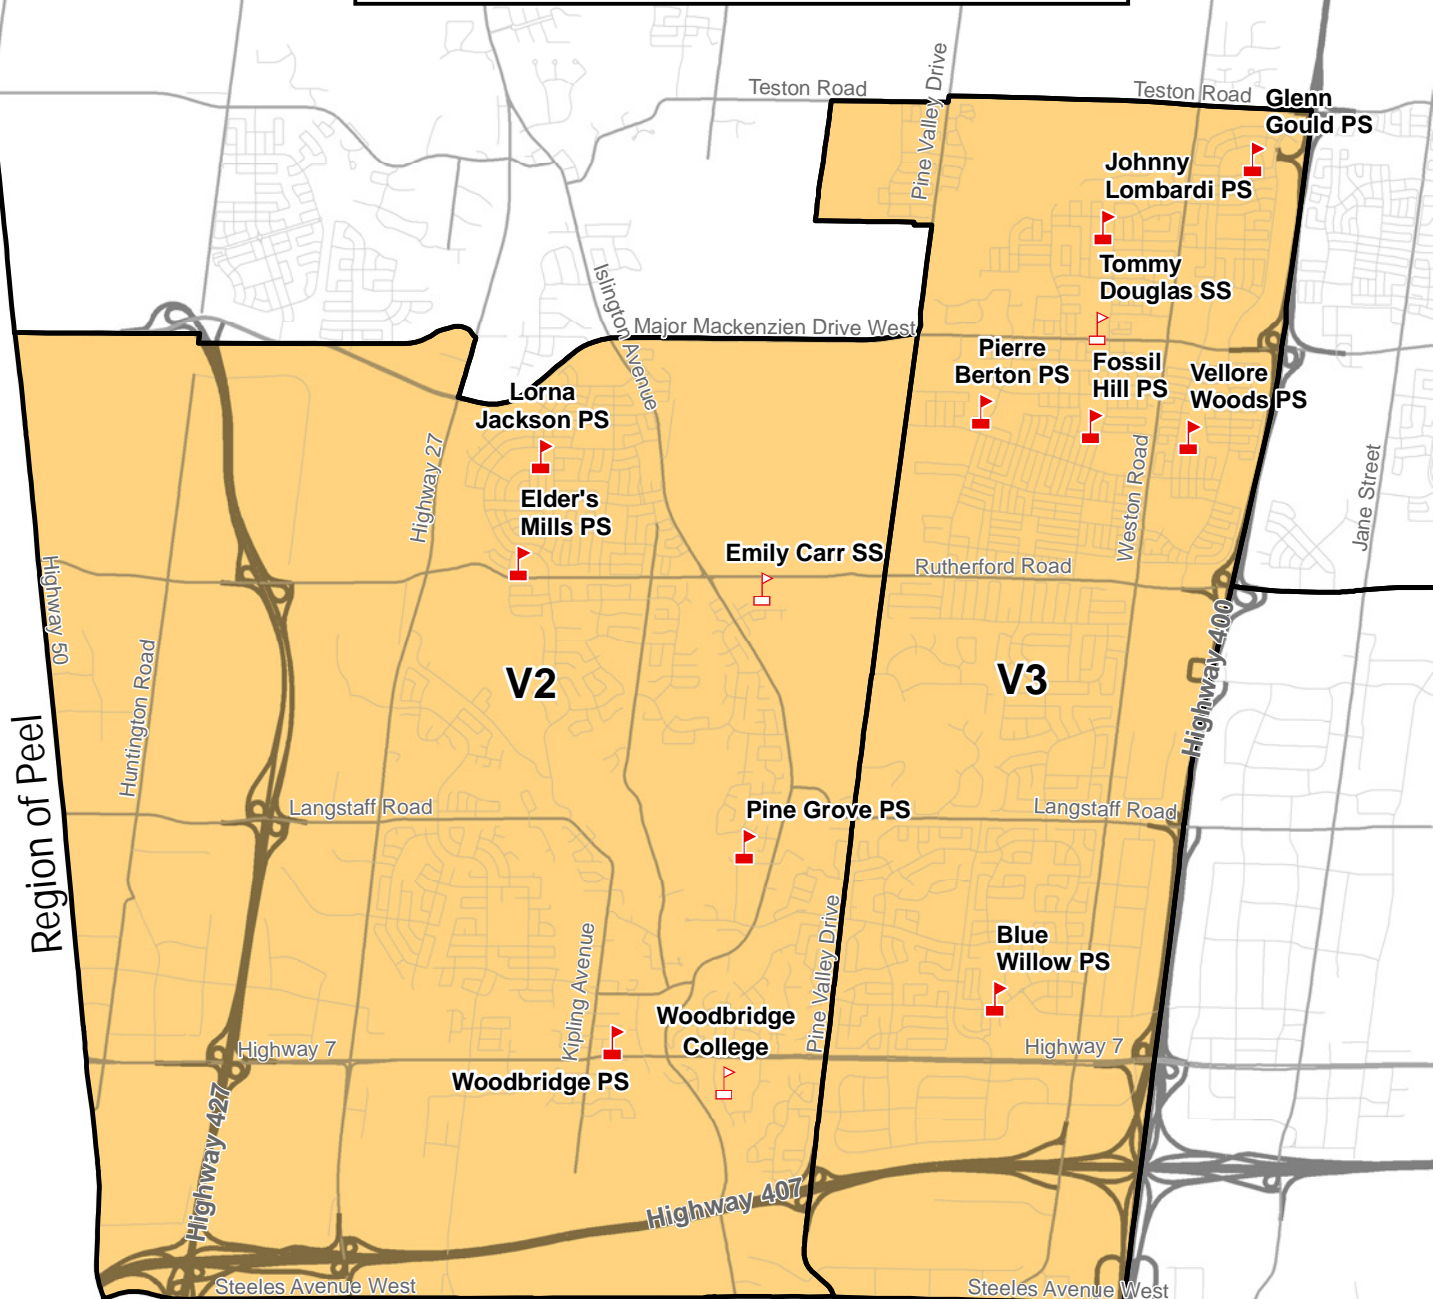 Teston Road
Pine Valley Drive
Teston Road
Glenn
Gould PS
Johnny
Lombardi PS
Tommy
Douglas SS
Islington Avenue
Major Mackenzien Drive West
Pierre
Berton PS
Fossil
Hill PS
Vellore
Woods PS
Lorna
Jackson PS
Highway 27
Weston Road
Jane Street
Elder's
Mills PS
Emily Carr SS
Rutherford Road
Highway 50
Highway 400
Huntington Road
V2
V3
Region of Peel
Langstaff Road
Pine Grove PS
Langstaff Road
Pine Valley Drive
Kipling Avenue
Blue
Willow PS
Woodbridge
College
Highway 7
Highway 7
Woodbridge PS
Highway 427
Highway 407
Steeles Avenue West
Steeles Avenue West